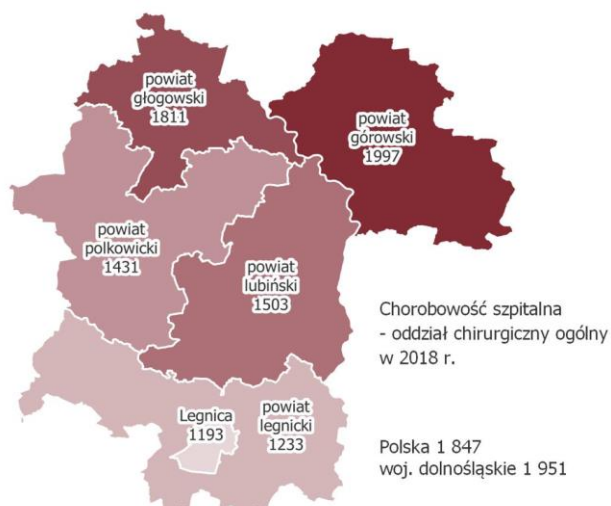 powiat
głogowski
1811
powiat
górowski
1997
powiat
polkowicki
1431
powiat
lubiński
1503
Legnica
1193
powiat
legnicki
1233
Chorobowość szpitalna
- oddział chirurgiczny ogólny
w 2018 r.
Polska 1 847
woj. dolnośląskie 1 951